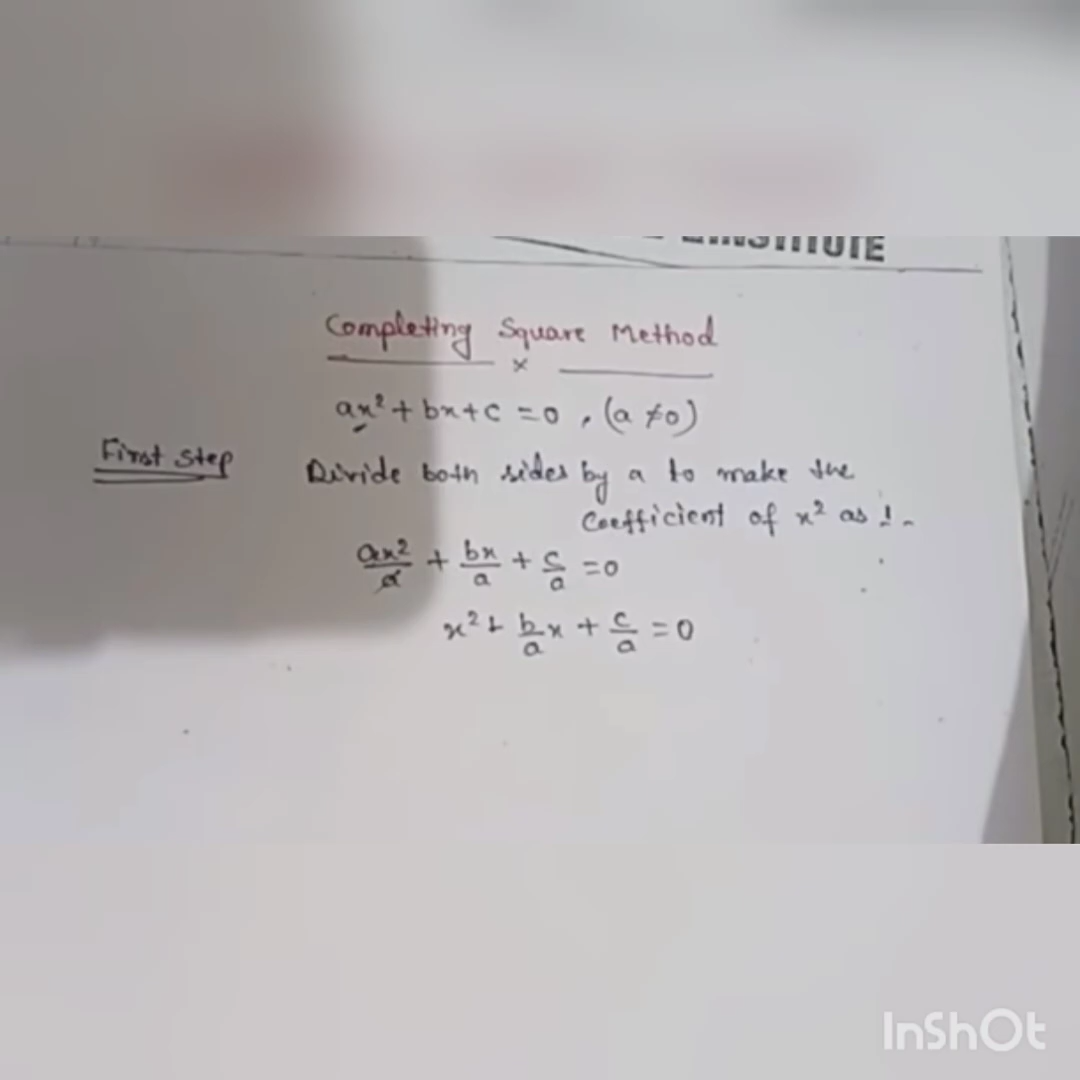 Completing Square Method
x
ax² + bx + c = 0, (a ≠ 0)
First Step
Divide both sides by a to make the
Coefficient of x² as 1.
ax²/a + bx/a + c/a = 0
x² + b/a x + c/a = 0
InShOt